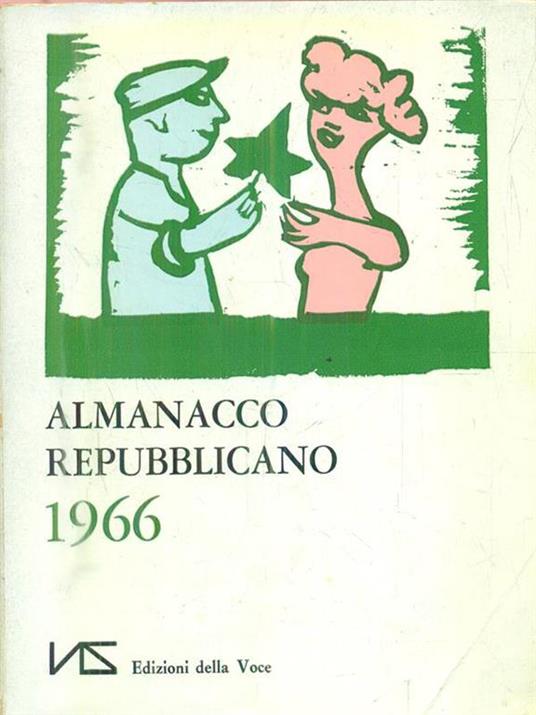 ALMANACCO
REPUBBLICANO
1966
Edizioni della Voce